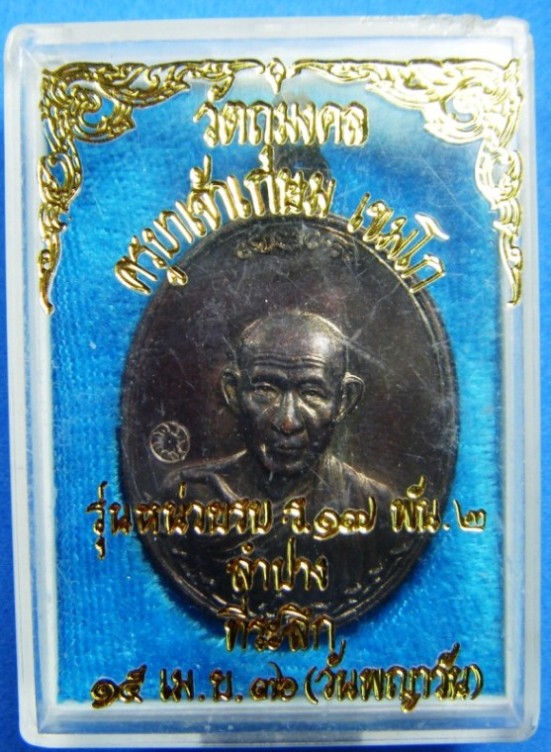 วัตถุมงคล
ครูบาเจ้าเกษม เขมโก
รุ่นหน่วยรบ ร.๑๗ พัน.๒
ลำปาง
ที่ระลึก
๑๕ เม.ย.๓๖ (วันพญาวัน)